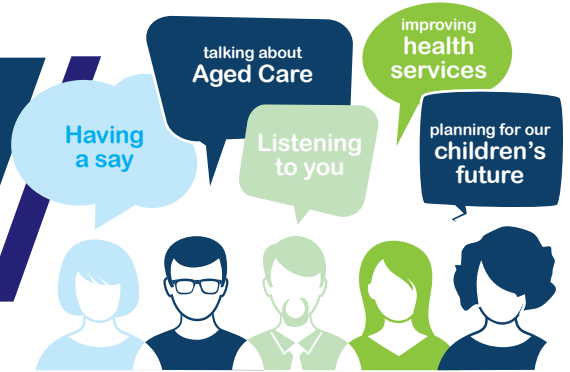 Having
a say
talking about
Aged Care
Listening
to you
improving
health
services
planning for our
children's
future